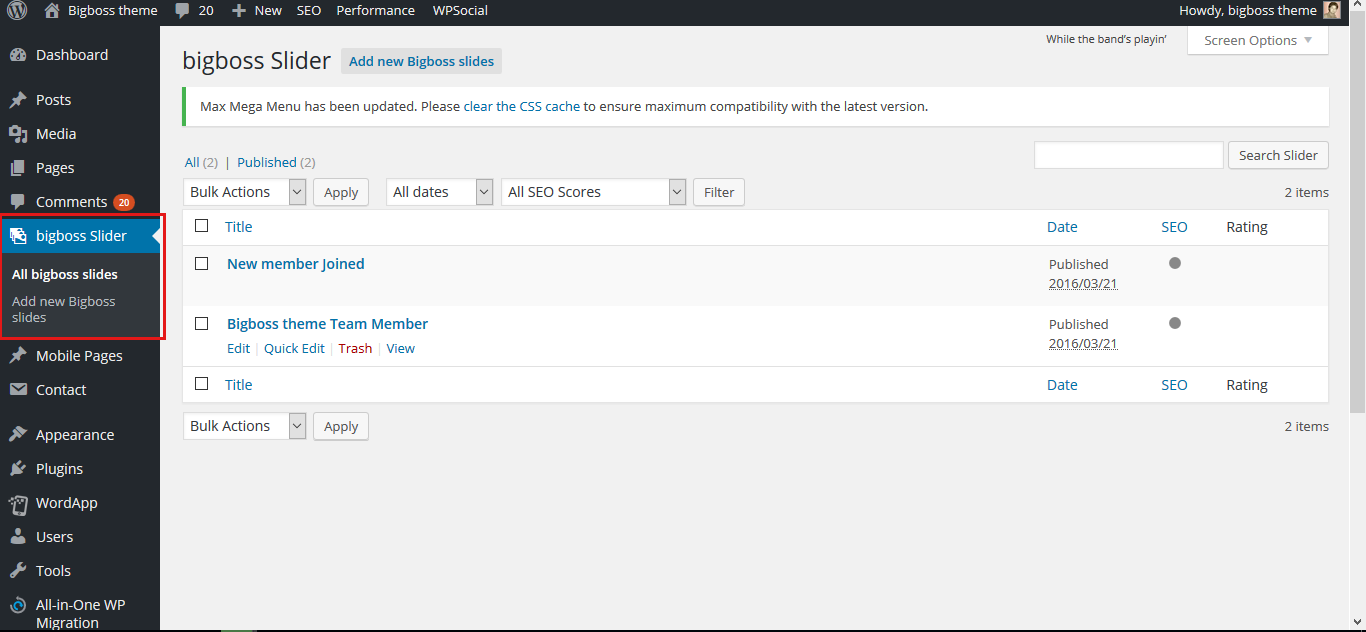 Bigboss theme 20 New SEO Performance WPSocial Howdy, bigboss theme
Dashboard
Posts
Media
Pages
Comments 20
bigboss Slider
All bigboss slides
Add new Bigboss
slides
Mobile Pages
Contact
Appearance
Plugins
WordApp
Users
Tools
All-in-One WP
Migration
While the band's playin' Screen Options
bigboss Slider Add new Bigboss slides
Max Mega Menu has been updated. Please clear the CSS cache to ensure maximum compatibility with the latest version.
All (2) | Published (2)
Search Slider
Bulk Actions Apply All dates All SEO Scores Filter 2 items
Title Date SEO Rating
New member Joined Published
2016/03/21
Bigboss theme Team Member Published
Edit | Quick Edit | Trash | View 2016/03/21
Title Date SEO Rating
Bulk Actions Apply 2 items